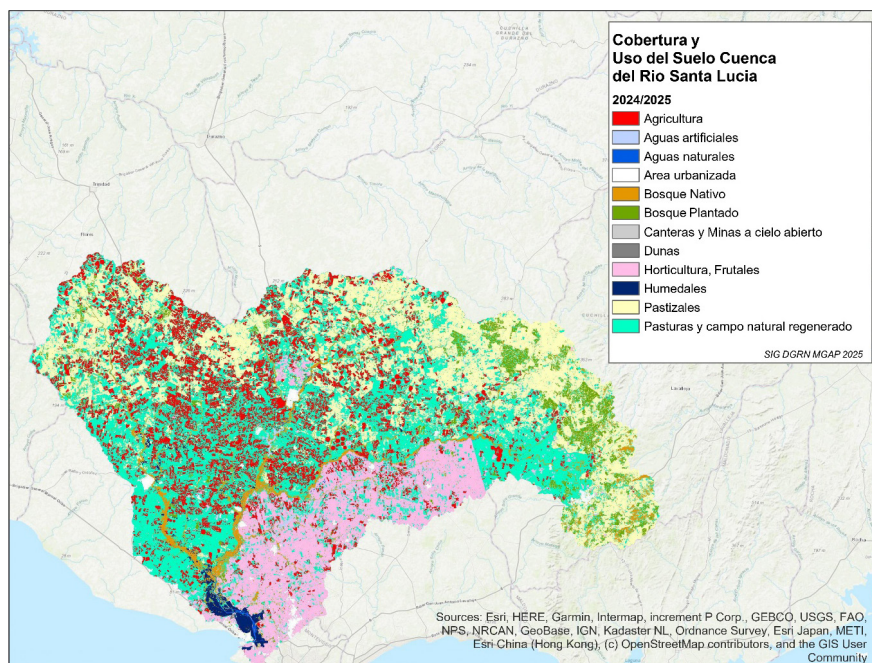 Cobertura y
Uso del Suelo Cuenca
del Rio Santa Lucia
2024/2025
Agricultura
Aguas artificiales
Aguas naturales
Area urbanizada
Bosque Nativo
Bosque Plantado
Canteras y Minas a cielo abierto
Dunas
Horticultura, Frutales
Humedales
Pastizales
Pasturas y campo natural regenerado
SIG DGRN MGAP 2025
Sources: Esri, HERE, Garmin, Intermap, increment P Corp., GEBCO, USGS, FAO,
NPS, NRCAN, GeoBase, IGN, Kadaster NL, Ordnance Survey, Esri Japan, METI,
Esri China (Hong Kong), (c) OpenStreetMap contributors, and the GIS User
Community